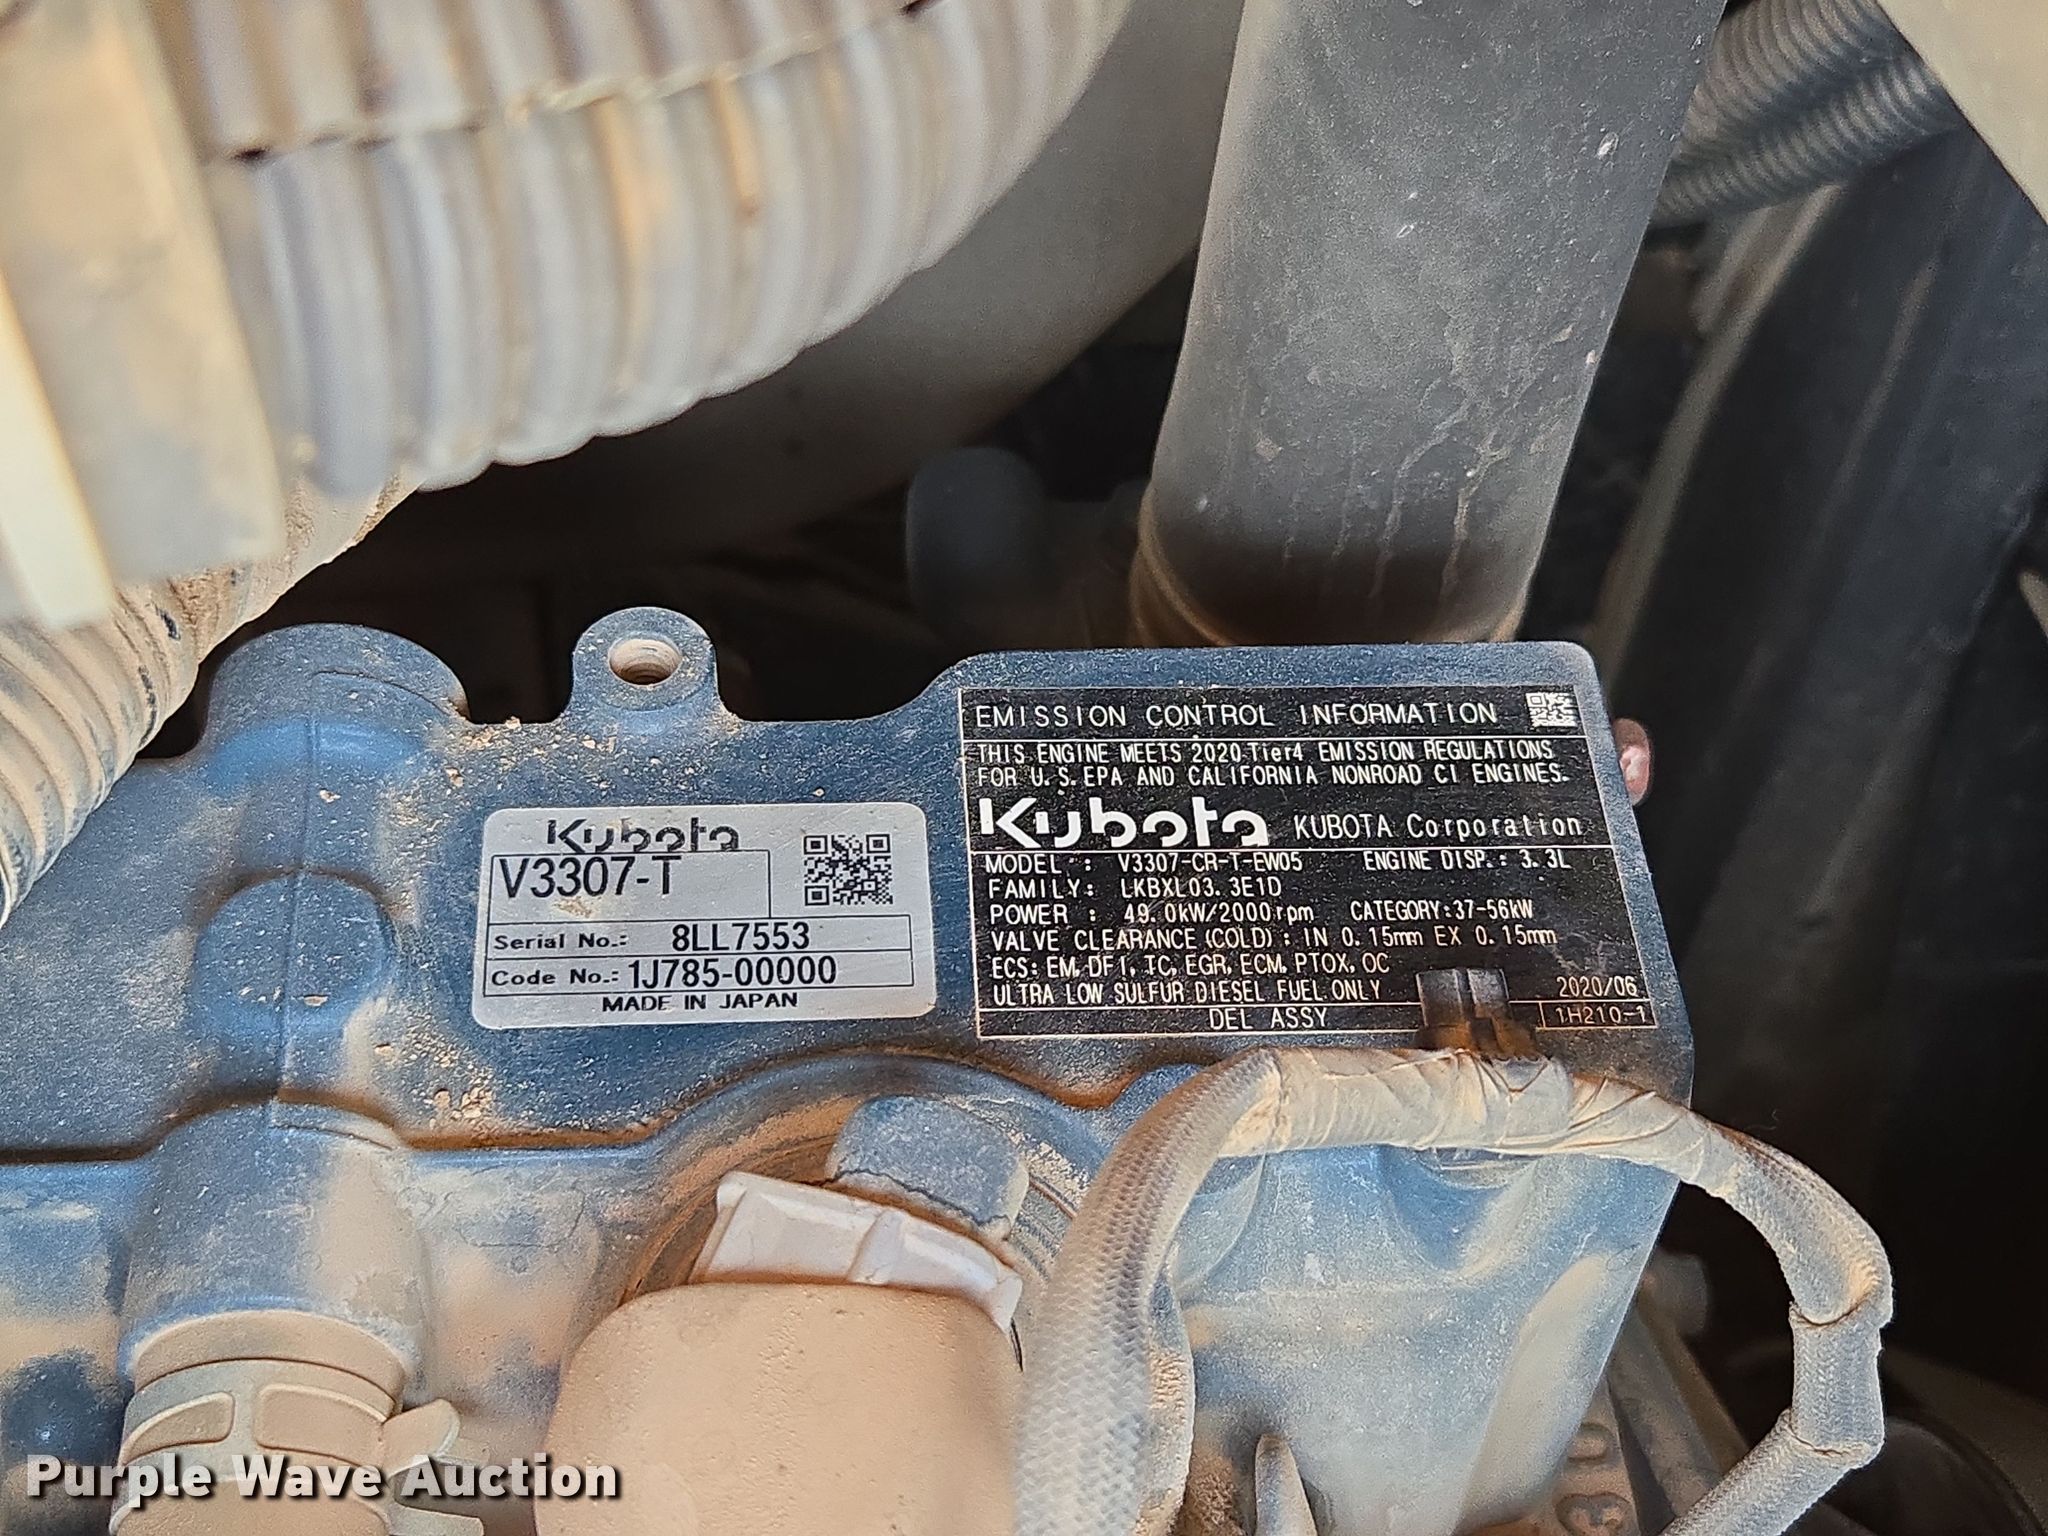 Kubota
V3307-T
Serial No.: 8LL7553
Code No.: 1J785-00000
MADE IN JAPAN
EMISSION CONTROL INFORMATION
THIS ENGINE MEETS 2020 Tier4 EMISSION REGULATIONS
FOR U.S.EPA AND CALIFORNIA NONROAD CI ENGINES.
Kubota KUBOTA Corporation
MODEL : V3307-CR-T-EW05 ENGINE DISP.: 3.3L
FAMILY: LKBXL03.3E1D
POWER : 49.0kW/2000rpm CATEGORY:37-56kW
VALVE CLEARANCE(COLD): IN 0.15mm EX 0.15mm
ECS: EM, DFI, TC, EGR, ECM, PTOX, OC
ULTRA LOW SULFUR DIESEL FUEL ONLY 2020/06
DEL ASSY 1H210-1
Purple Wave Auction